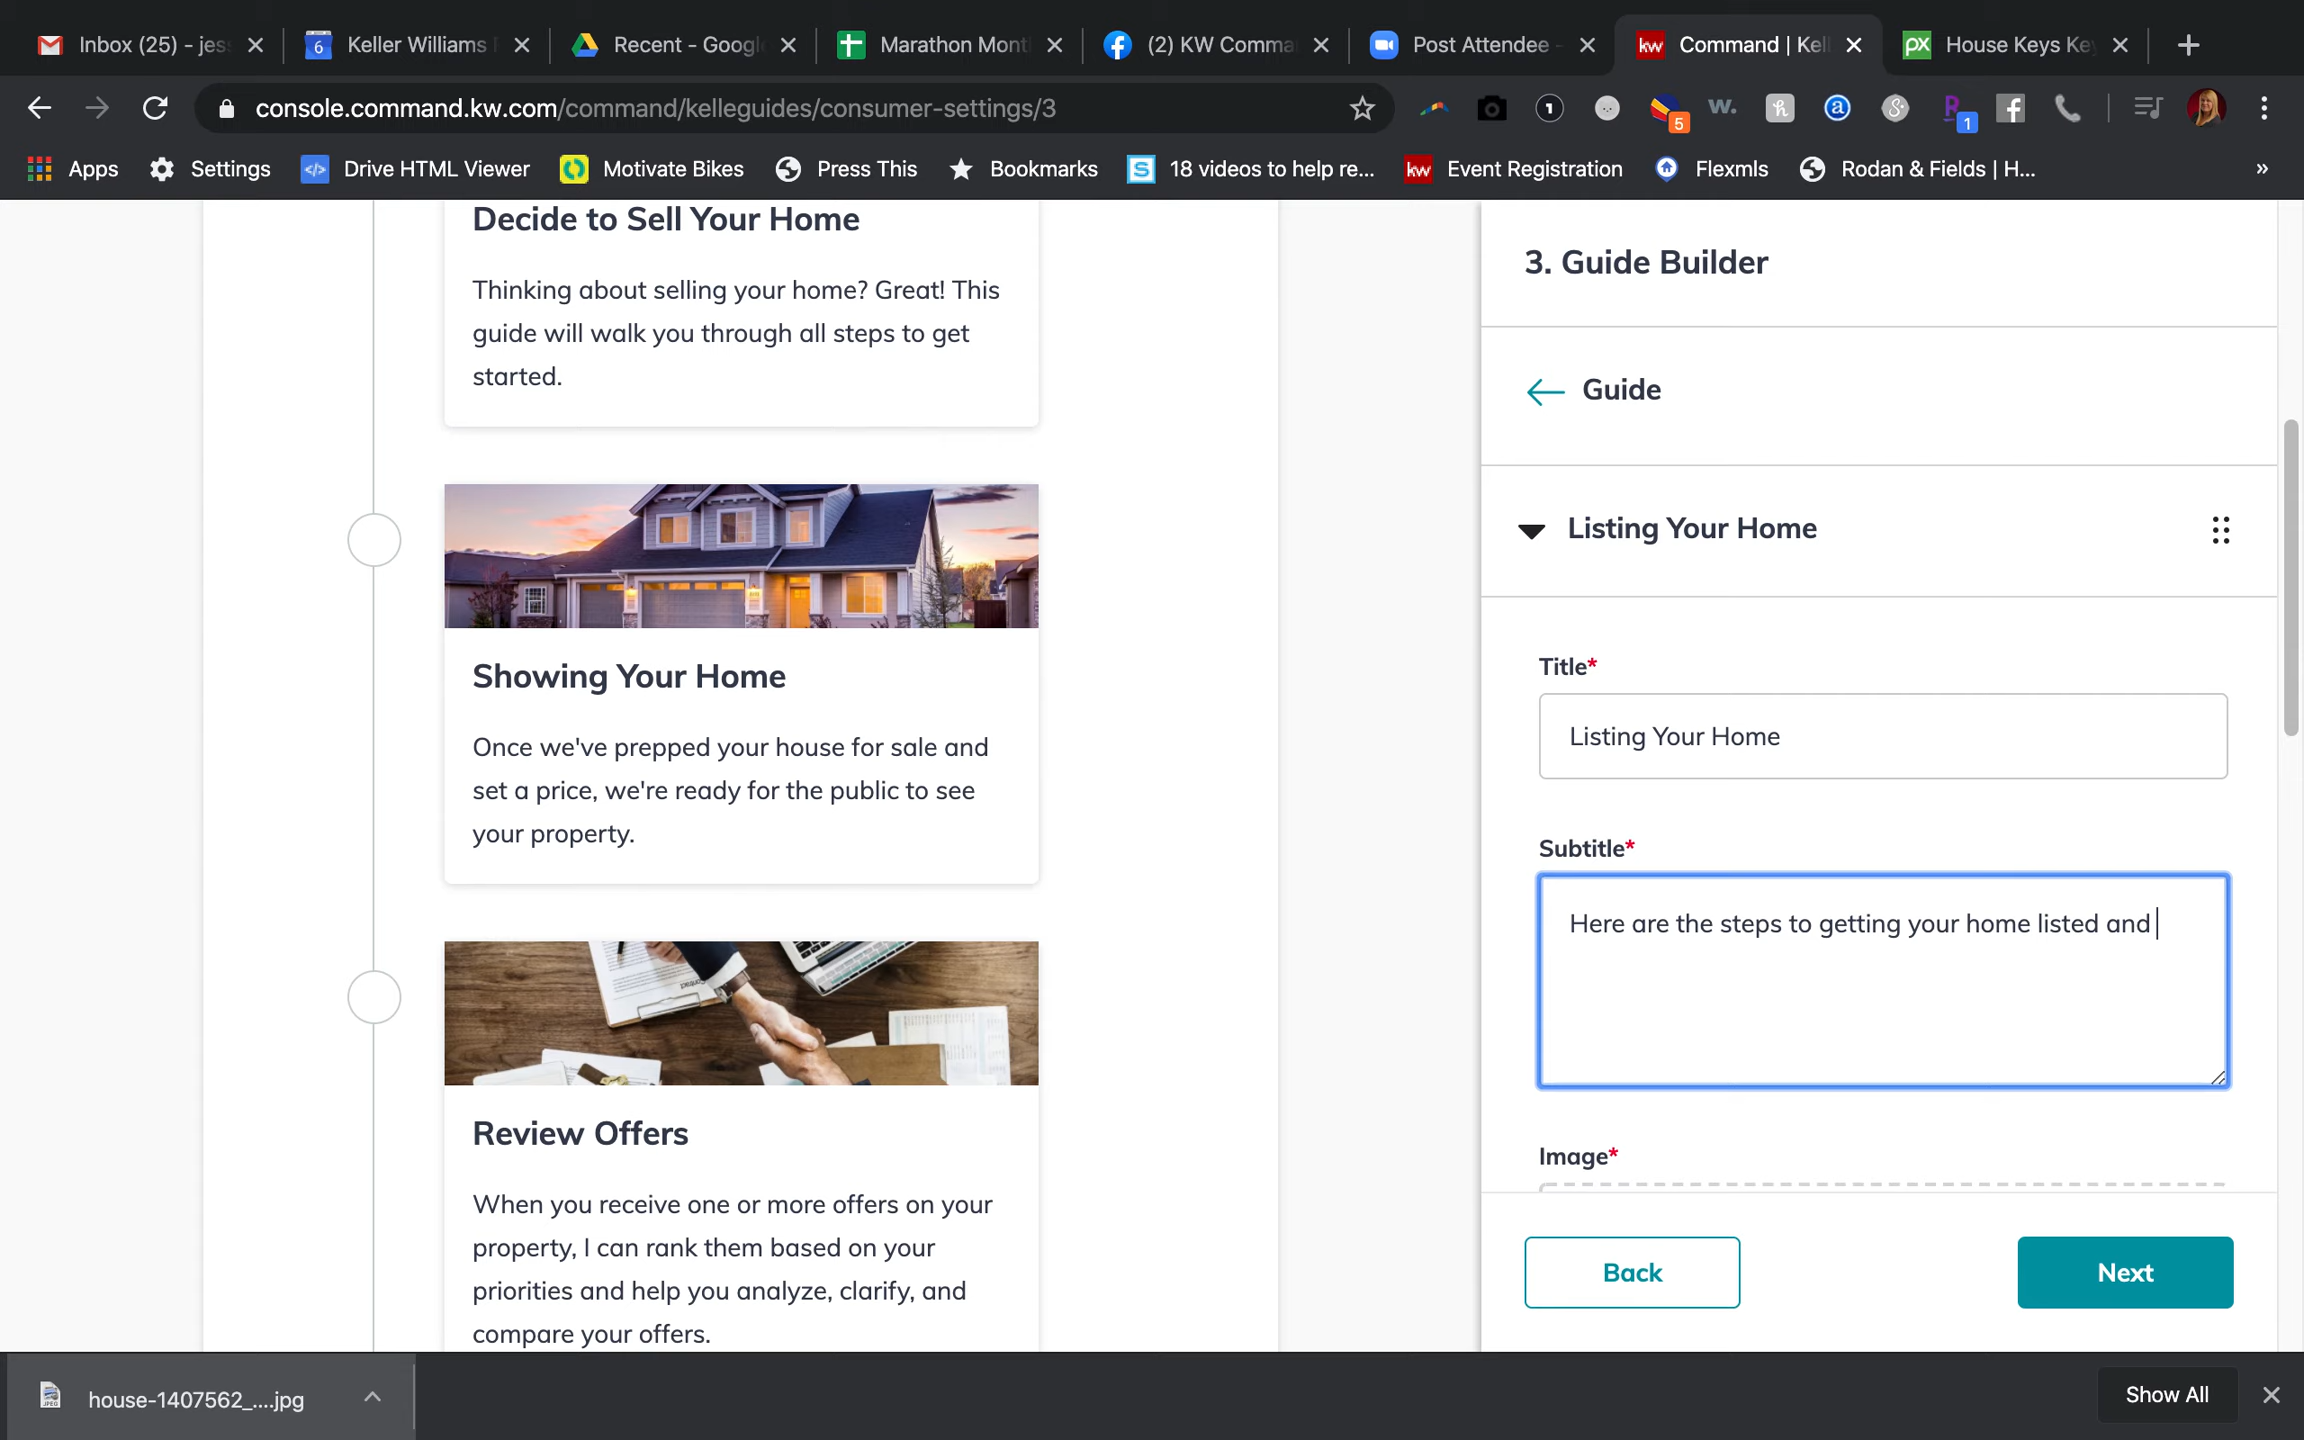 Inbox (25) - jes
Keller Williams
Recent - Googl
Marathon Mont
(2) KW Comma
Post Attendee -
Command | Kel
House Keys Ke
console.command.kw.com/command/kelleguides/consumer-settings/3
5
1
Apps
Settings
Drive HTML Viewer
Motivate Bikes
Press This
Bookmarks
18 videos to help re...
Event Registration
Flexmls
Rodan & Fields | H...
»
Decide to Sell Your Home
Thinking about selling your home? Great! This
guide will walk you through all steps to get
started.
Showing Your Home
Once we've prepped your house for sale and
set a price, we're ready for the public to see
your property.
Review Offers
When you receive one or more offers on your
property, I can rank them based on your
priorities and help you analyze, clarify, and
compare your offers.
3. Guide Builder
Guide
Listing Your Home
Title*
Listing Your Home
Subtitle*
Here are the steps to getting your home listed and
Image*
Back
Next
house-1407562_....jpg
Show All